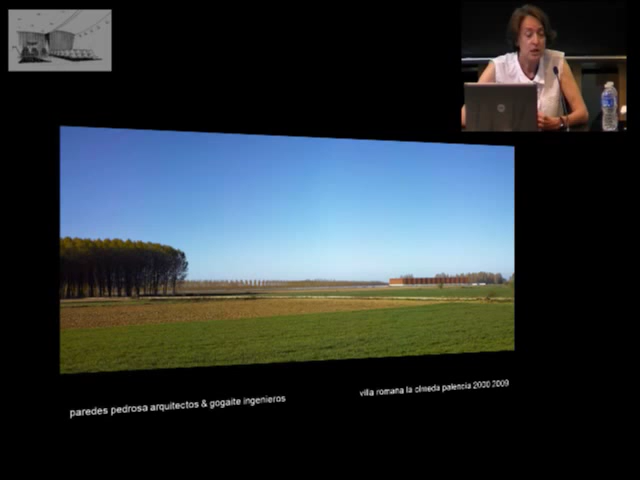 paredes pedrosa arquitectos & gogaite ingenieros
villa romana la olmeda palencia 2000 2009